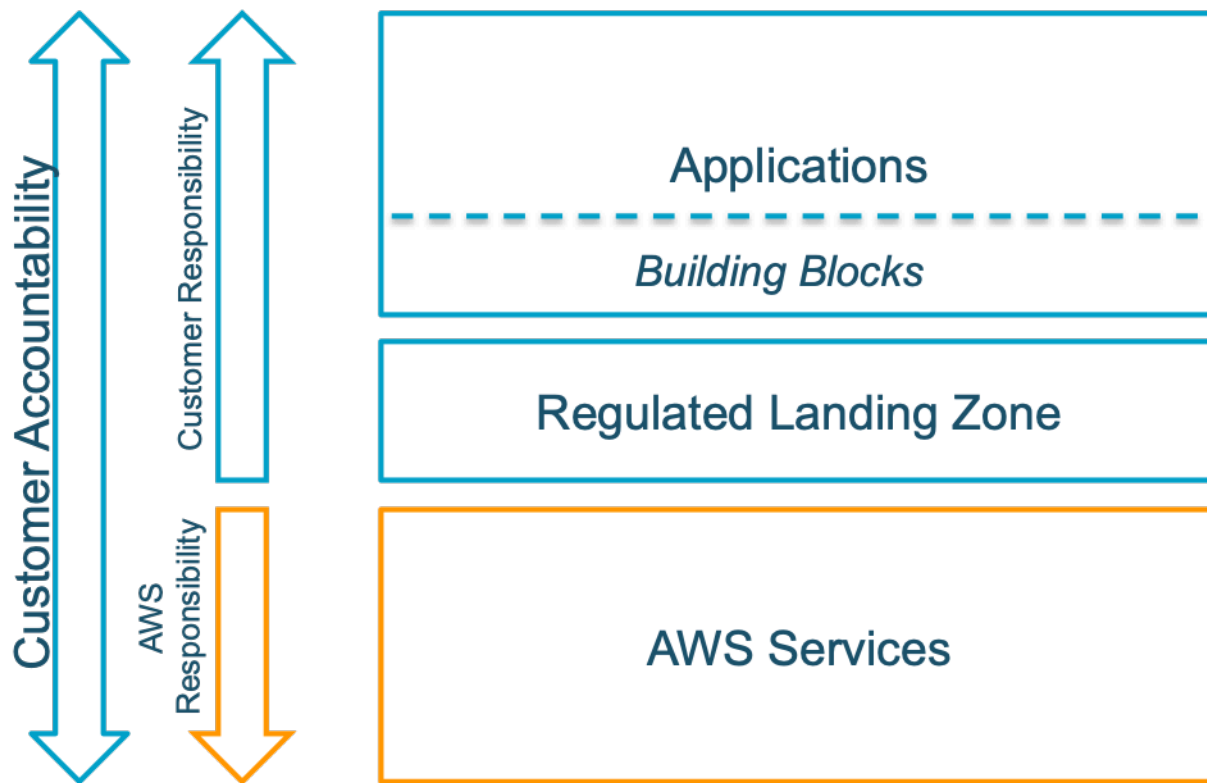 Customer Accountability
Customer Responsibility
AWS
Responsibility
Applications
Building Blocks
Regulated Landing Zone
AWS Services